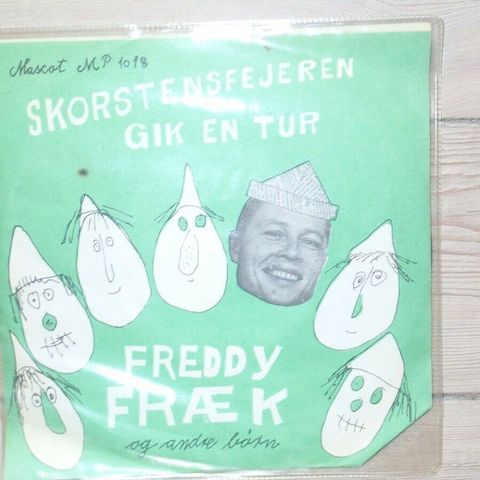 Mascot MP 1018
SKORSTENSFEJEREN
GIK EN TUR
FREDDY
FRÆK
og andre børn